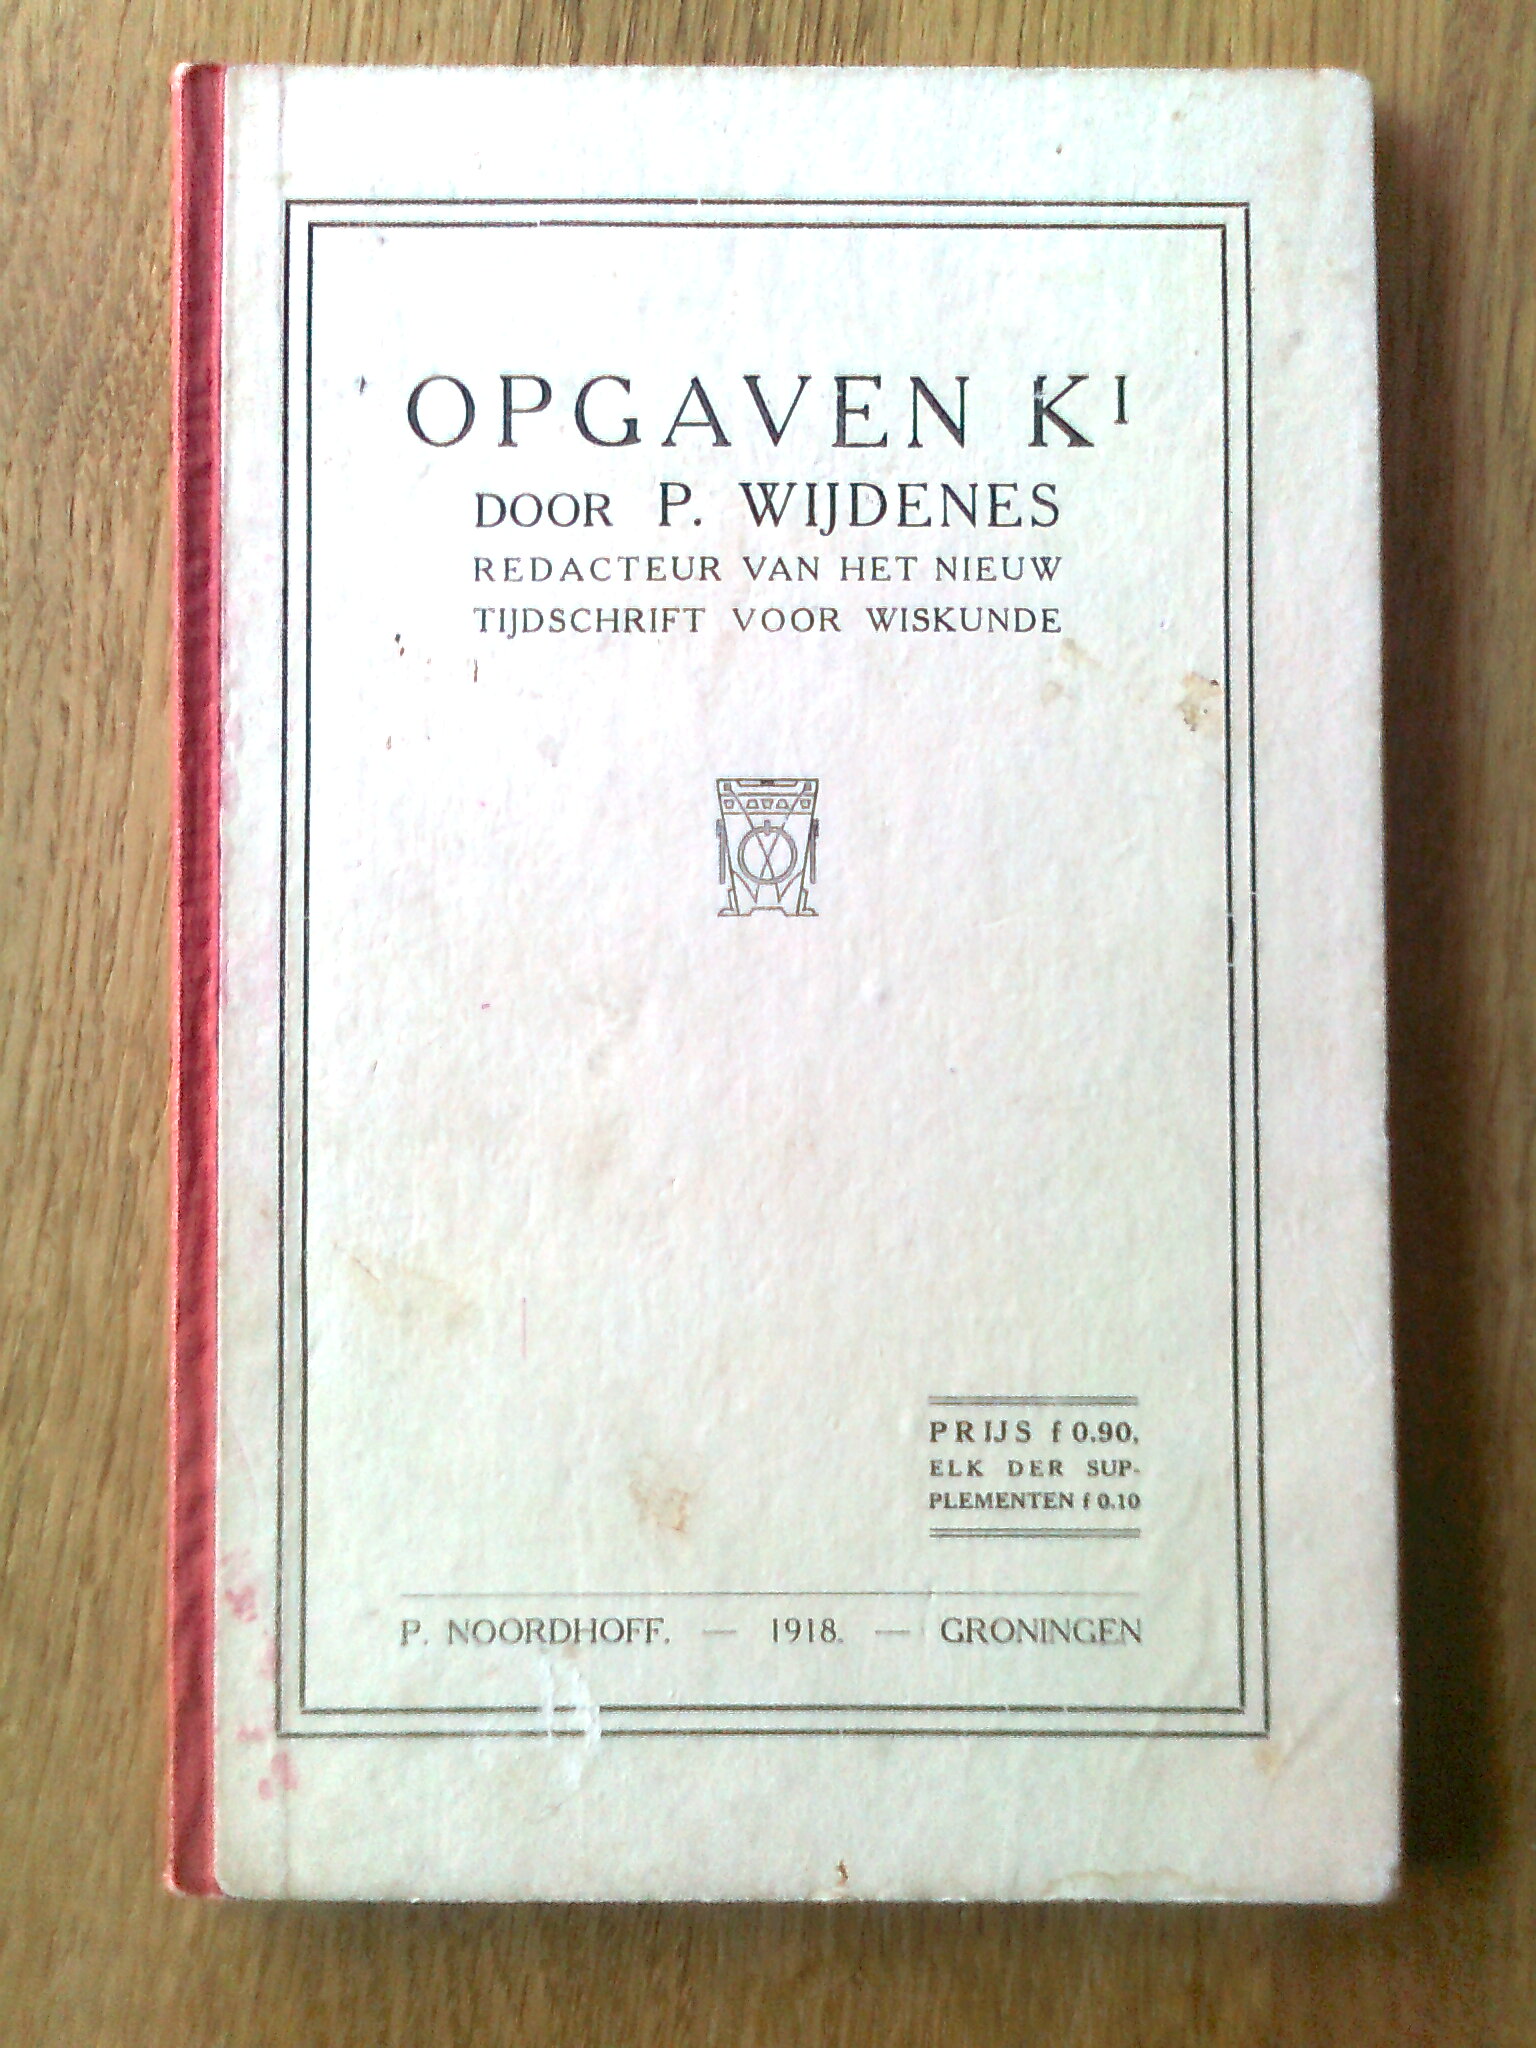 OPGAVEN K¹
DOOR P. WIJDENES
REDACTEUR VAN HET NIEUW
TIJDSCHRIFT VOOR WISKUNDE
PRIJS f 0.90,
ELK DER SUP-
PLEMENTEN f 0.10
P. NOORDHOFF. — 1918. — GRONINGEN